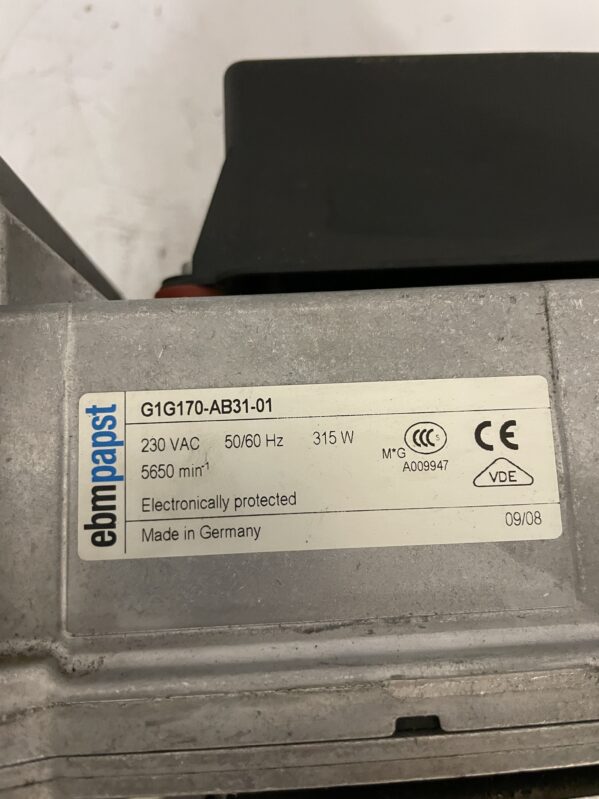 ebmpapst
G1G170-AB31-01
230 VAC 50/60 Hz 315 W
5650 min-1
M*G
CCC S
A009947
CE
VDE
Electronically protected
Made in Germany
09/08